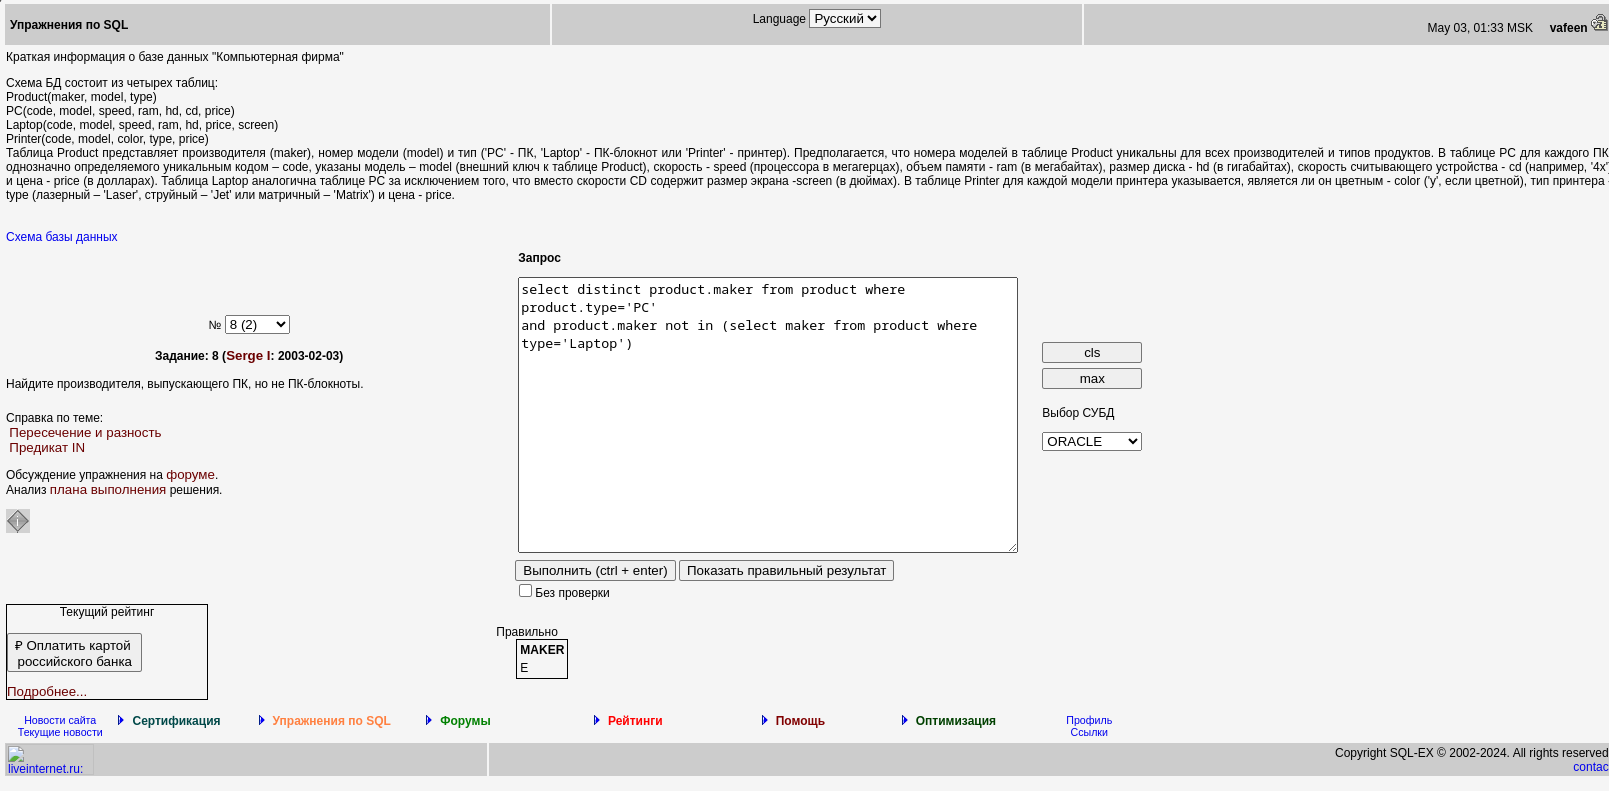 Упражнения по SQL
Language Русский
May 03, 01:33 MSK vafeen
Краткая информация о базе данных "Компьютерная фирма"
Схема БД состоит из четырех таблиц:
Product(maker, model, type)
PC(code, model, speed, ram, hd, cd, price)
Laptop(code, model, speed, ram, hd, price, screen)
Printer(code, model, color, type, price)
Таблица Product представляет производителя (maker), номер модели (model) и тип ('PC' - ПК, 'Laptop' - ПК-блокнот или 'Printer' - принтер). Предполагается, что номера моделей в таблице Product уникальны для всех производителей и типов продуктов. В таблице PC для каждого ПК,
однозначно определяемого уникальным кодом – code, указаны модель – model (внешний ключ к таблице Product), скорость - speed (процессора в мегагерцах), объем памяти - ram (в мегабайтах), размер диска - hd (в гигабайтах), скорость считывающего устройства - cd (например, '4x')
и цена - price (в долларах). Таблица Laptop аналогична таблице РС за исключением того, что вместо скорости CD содержит размер экрана -screen (в дюймах). В таблице Printer для каждой модели принтера указывается, является ли он цветным - color ('y', если цветной), тип принтера -
type (лазерный – 'Laser', струйный – 'Jet' или матричный – 'Matrix') и цена - price.
Схема базы данных
Запрос
select distinct product.maker from product where
product.type='PC'
and product.maker not in (select maker from product where
type='Laptop')
№ 8 (2)
Задание: 8 (Serge I: 2003-02-03)
Найдите производителя, выпускающего ПК, но не ПК-блокноты.
Справка по теме:
Пересечение и разность
Предикат IN
Обсуждение упражнения на форуме.
Анализ плана выполнения решения.
cls
max
Выбор СУБД
ORACLE
Выполнить (ctrl + enter) Показать правильный результат
Без проверки
Текущий рейтинг
₽ Оплатить картой
российского банка
Подробнее...
Правильно
MAKER
E
Новости сайта
Текущие новости
Сертификация
Упражнения по SQL
Форумы
Рейтинги
Помощь
Оптимизация
Профиль
Ссылки
liveinternet.ru:
Copyright SQL-EX © 2002-2024. All rights reserved
contac